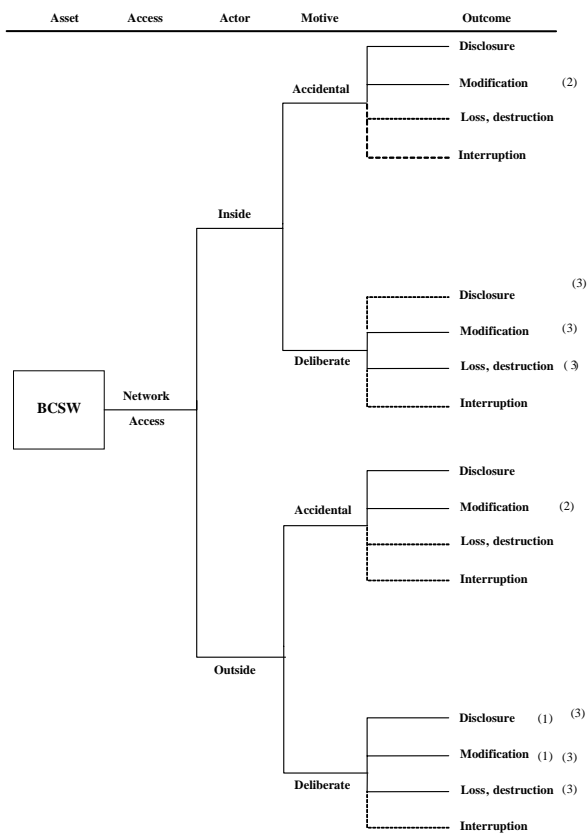 Asset Access Actor Motive Outcome
Disclosure
Accidental Modification (2)
Loss, destruction
Interruption
Inside
Disclosure (3)
Modification (3)
Deliberate Loss, destruction (3)
Interruption
BCSW Network
Access
Disclosure
Accidental Modification (2)
Loss, destruction
Interruption
Outside
Disclosure (1) (3)
Modification (1) (3)
Deliberate Loss, destruction (3)
Interruption